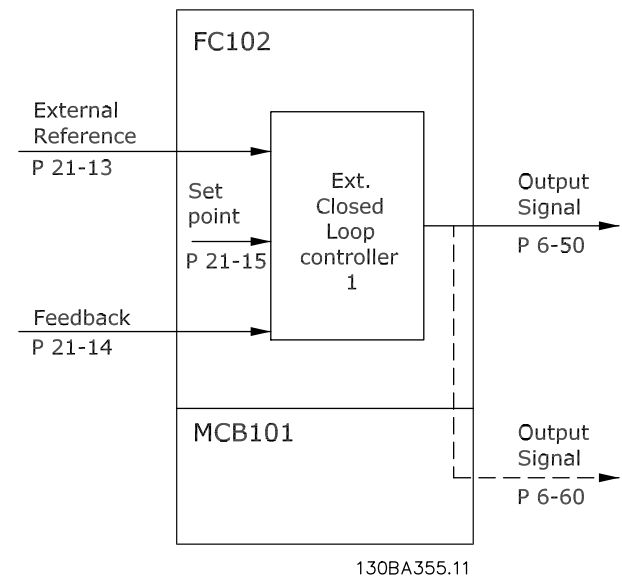 FC102
External
Reference
P 21-13
Set
point
P 21-15
Feedback
P 21-14
Ext.
Closed
Loop
controller
1
Output
Signal
P 6-50
MCB101
Output
Signal
P 6-60
130BA355.11